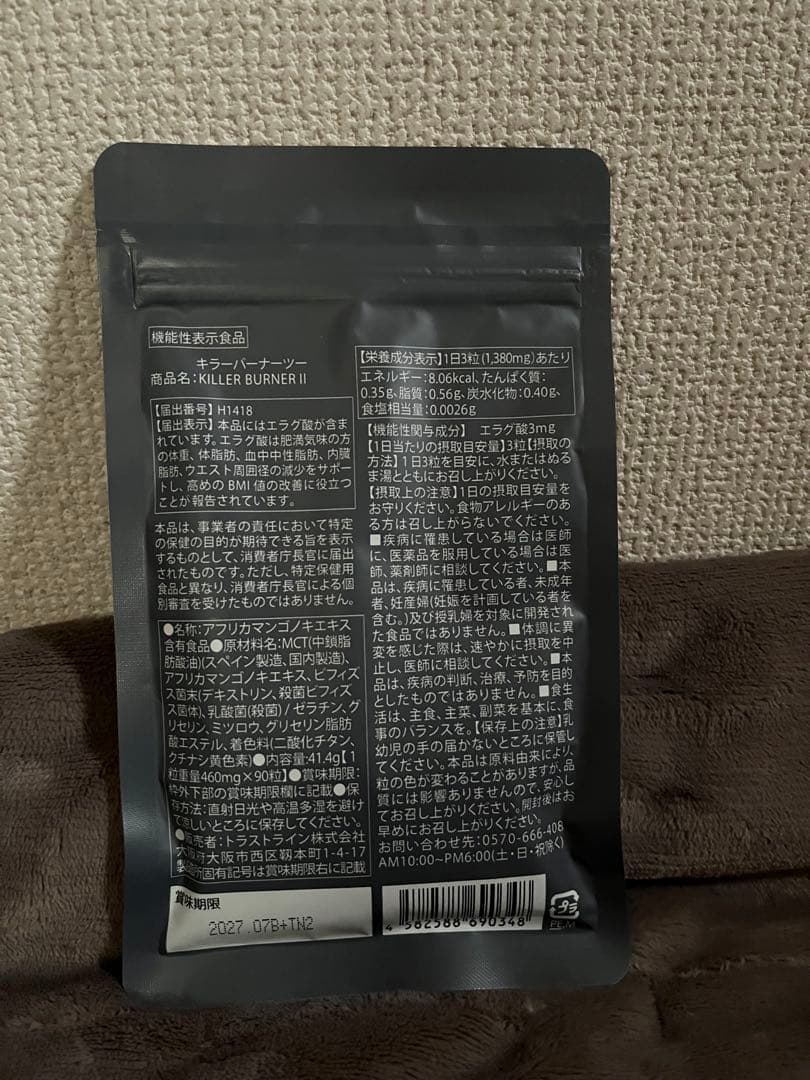 機能性表示食品
キラーバーナーツー
商品名：KILLER BURNER II
【届出番号】H1418
【届出表示】本品にはエラグ酸が含ま
れています。エラグ酸は肥満気味の方
の体重、体脂肪、血中中性脂肪、内臓
脂肪、ウエスト周囲径の減少をサポー
トし、高めのBMI値の改善に役立つ
ことが報告されています。
本品は、事業者の責任において特定
の保健の目的が期待できる旨を表示
するものとして、消費者庁長官に届出
されたものです。ただし、特定保健用
食品と異なり、消費者庁長官による個
別審査を受けたものではありません。
●名称：アフリカマンゴノキエキス
含有食品●原材料名：MCT(中鎖脂
肪酸油)(スペイン製造、国内製造)、
アフリカマンゴノキエキス、ビフィズ
ス菌末(デキストリン、殺菌ビフィズ
ス菌体)、乳酸菌(殺菌) / ゼラチン、グ
リセリン、ミツロウ、グリセリン脂肪
酸エステル、着色料(二酸化チタン、
クチナシ黄色素)●内容量：41.4g【1
粒重量460mg×90粒】●賞味期限：
枠外下部の賞味期限欄に記載●保
存方法：直射日光や高温多湿を避け
て涼しいところに保存してください。
●販売者：トラストライン株式会社
大阪府大阪市西区靱本町1-4-17
製造所固有記号は賞味期限右に記載
賞味期限
2027.07B+TN2
【栄養成分表示】1日3粒(1,380mg)あたり
エネルギー：8.06kcal、たんぱく質：
0.35g、脂質：0.56g、炭水化物：0.40g、
食塩相当量：0.0026g
【機能性関与成分】 エラグ酸3mg
【1日当たりの摂取目安量】3粒【摂取の
方法】1日3粒を目安に、水またはぬる
ま湯とともにお召し上がりください。
【摂取上の注意】1日の摂取目安量を
お守りください。食物アレルギーのあ
る方は召し上がらないでください。
■疾病に罹患している場合は医師
に、医薬品を服用している場合は医
師、薬剤師に相談してください。■本
品は、疾病に罹患している者、未成年
者、妊産婦(妊娠を計画している者を
含む。)及び授乳婦を対象に開発され
た食品ではありません。■体調に異
変を感じた際は、速やかに摂取を中
止し、医師に相談してください。■本
品は、疾病の診断、治療、予防を目的
としたものではありません。■食生
活は、主食、主菜、副菜を基本に、食
事のバランスを。【保存上の注意】乳
幼児の手の届かないところに保管し
てください。本品は原料由来により、
粒の色が変わることがありますが、品
質には影響ありませんので、安心し
てお召し上がりください。開封後はお
早めにお召し上がりください。
お問い合わせ先：0570-666-408
AM10:00～PM6:00(土・日・祝除く)
4 582588 690348
プラ
PE,M